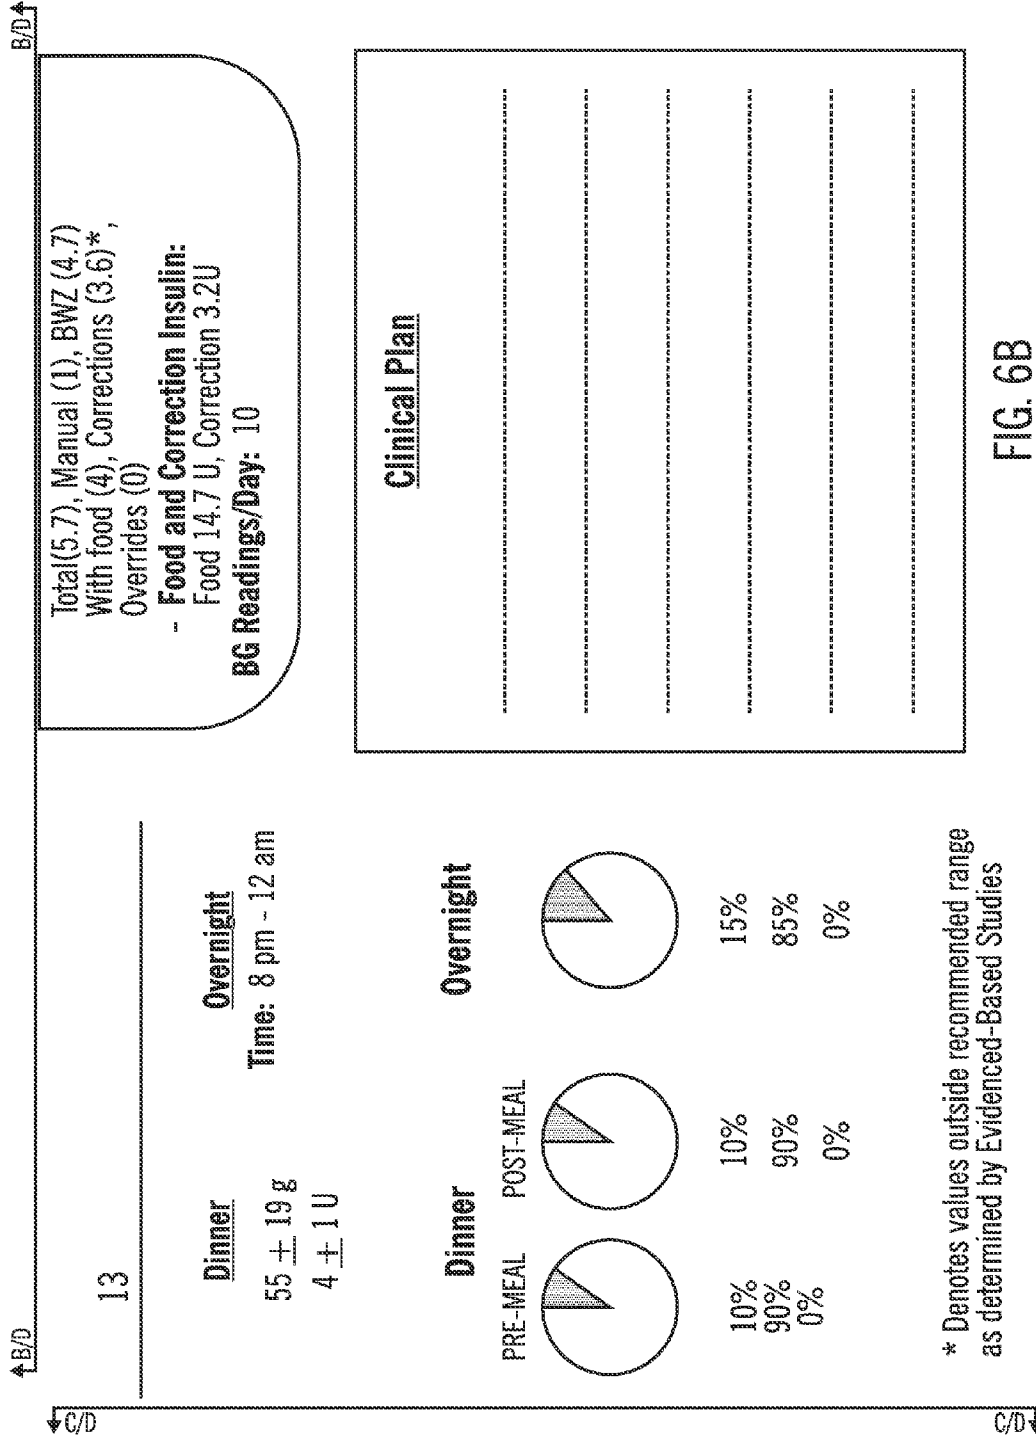 B/D
B/D
Total(5.7), Manual (1), BWZ (4.7)
With food (4), Corrections (3.6)*,
Overrides (0)
- Food and Correction Insulin:
Food 14.7 U, Correction 3.2U
BG Readings/Day: 10
13
Dinner
55 ± 19 g
4 ± 1 U
Overnight
Time: 8 pm - 12 am
Dinner
Overnight
PRE-MEAL
POST-MEAL
10%
90%
0%
10%
90%
0%
15%
85%
0%
Clinical Plan
* Denotes values outside recommended range
as determined by Evidenced-Based Studies
C/D
C/D
FIG. 6B